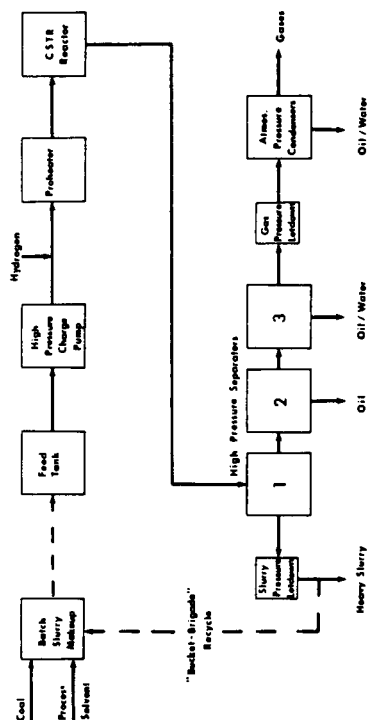 Coal
Process
Solvent
Batch
Slurry
Makeup
Feed
Tank
High
Pressure
Charge
Pump
Hydrogen
Preheater
CSTR
Reactor
"Bucket-Brigade"
Recycle
High Pressure Separators
Slurry
Pressure
Letdown
1
2
3
Gas
Pressure
Letdown
Atmos.
Pressure
Condensers
Gases
Heavy Slurry
Oil
Oil/Water
Oil/Water